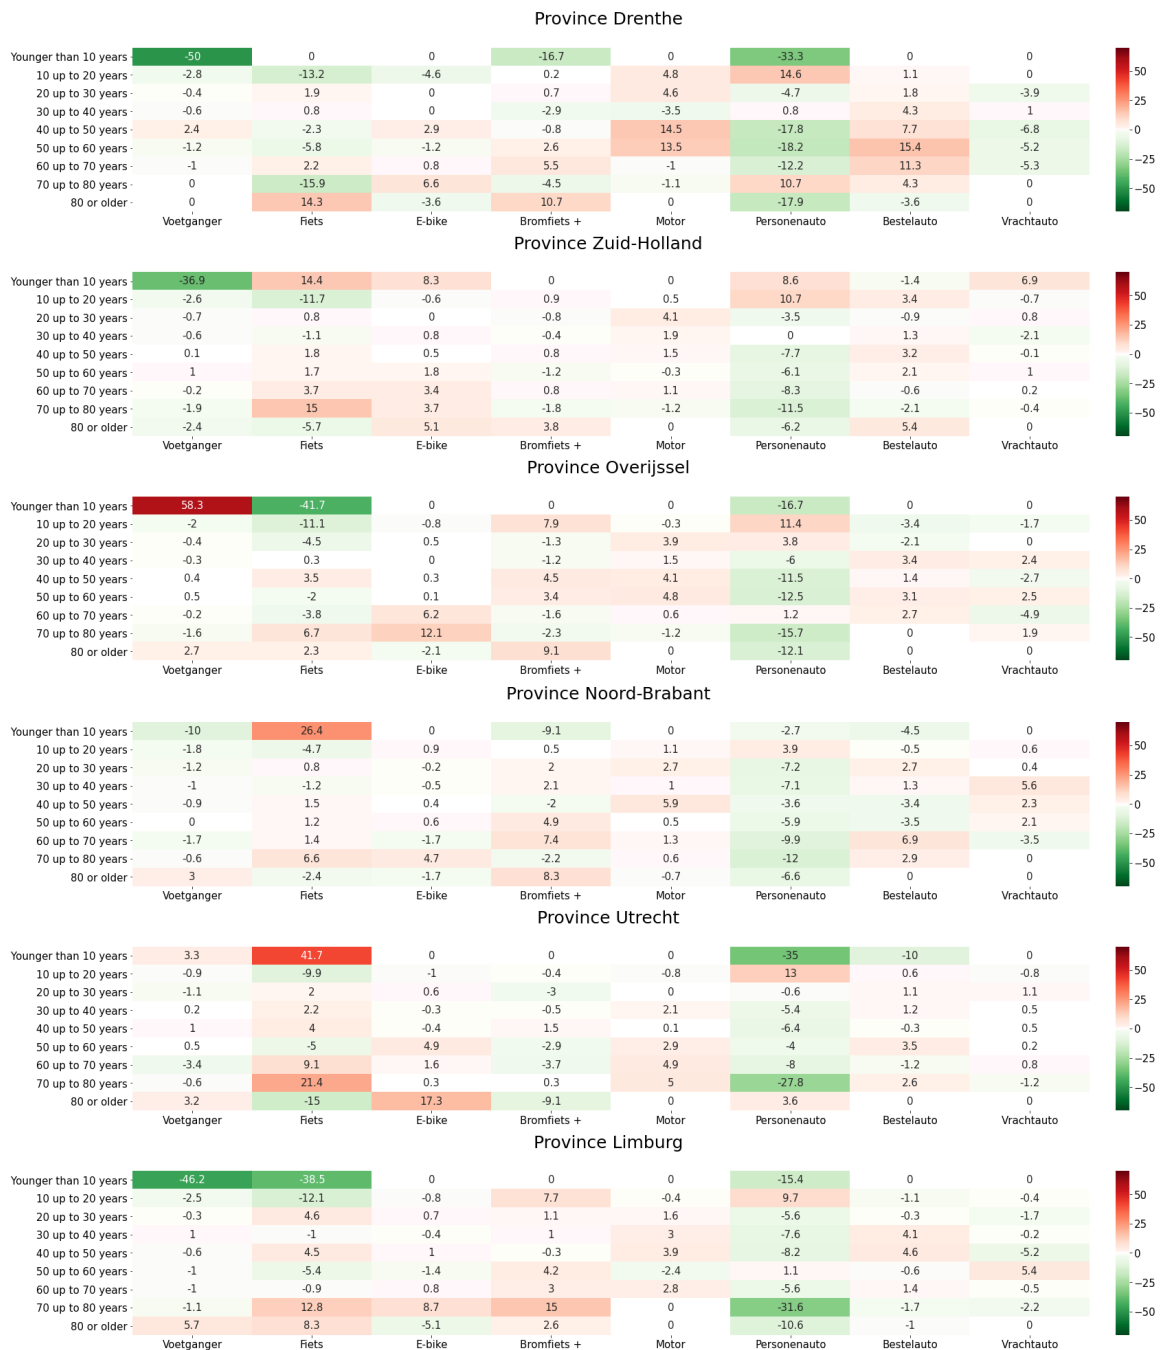 Province Drenthe
Younger than 10 years -50 0 0 -16.7 0 -33.3 0 0
10 up to 20 years -2.8 -13.2 -4.6 0.2 4.8 14.6 1.1 0
20 up to 30 years -0.4 1.9 0 0.7 4.6 -4.7 1.8 -3.9
30 up to 40 years -0.6 0.8 0 -2.9 -3.5 0.8 4.3 1
40 up to 50 years 2.4 -2.3 2.9 -0.8 14.5 -17.8 7.7 -6.8
50 up to 60 years -1.2 -5.8 -1.2 2.6 13.5 -18.2 15.4 -5.2
60 up to 70 years -1 2.2 0.8 5.5 -1 -12.2 11.3 -5.3
70 up to 80 years 0 -15.9 6.6 -4.5 -1.1 10.7 4.3 0
80 or older 0 14.3 -3.6 10.7 0 -17.9 -3.6 0
Voetganger Fiets E-bike Bromfiets + Motor Personenauto Bestelauto Vrachtauto
50
25
0
−25
−50
Province Zuid-Holland
Younger than 10 years -36.9 14.4 8.3 0 0 8.6 -1.4 6.9
10 up to 20 years -2.6 -11.7 -0.6 0.9 0.5 10.7 3.4 -0.7
20 up to 30 years -0.7 0.8 0 -0.8 4.1 -3.5 -0.9 0.8
30 up to 40 years -0.6 -1.1 0.8 -0.4 1.9 0 1.3 -2.1
40 up to 50 years 0.1 1.8 0.5 0.8 1.5 -7.7 3.2 -0.1
50 up to 60 years 1 1.7 1.8 -1.2 -0.3 -6.1 2.1 1
60 up to 70 years -0.2 3.7 3.4 0.8 1.1 -8.3 -0.6 0.2
70 up to 80 years -1.9 15 3.7 -1.8 -1.2 -11.5 -2.1 -0.4
80 or older -2.4 -5.7 5.1 3.8 0 -6.2 5.4 0
Voetganger Fiets E-bike Bromfiets + Motor Personenauto Bestelauto Vrachtauto
50
25
0
−25
−50
Province Overijssel
Younger than 10 years 58.3 -41.7 0 0 0 -16.7 0 0
10 up to 20 years -2 -11.1 -0.8 7.9 -0.3 11.4 -3.4 -1.7
20 up to 30 years -0.4 -4.5 0.5 -1.3 3.9 3.8 -2.1 0
30 up to 40 years -0.3 0.3 0 -1.2 1.5 -6 3.4 2.4
40 up to 50 years 0.4 3.5 0.3 4.5 4.1 -11.5 1.4 -2.7
50 up to 60 years 0.5 -2 0.1 3.4 4.8 -12.5 3.1 2.5
60 up to 70 years -0.2 -3.8 6.2 -1.6 0.6 1.2 2.7 -4.9
70 up to 80 years -1.6 6.7 12.1 -2.3 -1.2 -15.7 0 1.9
80 or older 2.7 2.3 -2.1 9.1 0 -12.1 0 0
Voetganger Fiets E-bike Bromfiets + Motor Personenauto Bestelauto Vrachtauto
50
25
0
−25
−50
Province Noord-Brabant
Younger than 10 years -10 26.4 0 -9.1 0 -2.7 -4.5 0
10 up to 20 years -1.8 -4.7 0.9 0.5 1.1 3.9 -0.5 0.6
20 up to 30 years -1.2 0.8 -0.2 2 2.7 -7.2 2.7 0.4
30 up to 40 years -1 -1.2 -0.5 2.1 1 -7.1 1.3 5.6
40 up to 50 years -0.9 1.5 0.4 -2 5.9 -3.6 -3.4 2.3
50 up to 60 years 0 1.2 0.6 4.9 0.5 -5.9 -3.5 2.1
60 up to 70 years -1.7 1.4 -1.7 7.4 1.3 -9.9 6.9 -3.5
70 up to 80 years -0.6 6.6 4.7 -2.2 0.6 -12 2.9 0
80 or older 3 -2.4 -1.7 8.3 -0.7 -6.6 0 0
Voetganger Fiets E-bike Bromfiets + Motor Personenauto Bestelauto Vrachtauto
50
25
0
−25
−50
Province Utrecht
Younger than 10 years 3.3 41.7 0 0 0 -35 -10 0
10 up to 20 years -0.9 -9.9 -1 -0.4 -0.8 13 0.6 -0.8
20 up to 30 years -1.1 2 0.6 -3 0 -0.6 1.1 1.1
30 up to 40 years 0.2 2.2 -0.3 -0.5 2.1 -5.4 1.2 0.5
40 up to 50 years 1 4 -0.4 1.5 0.1 -6.4 -0.3 0.5
50 up to 60 years 0.5 -5 4.9 -2.9 2.9 -4 3.5 0.2
60 up to 70 years -3.4 9.1 1.6 -3.7 4.9 -8 -1.2 0.8
70 up to 80 years -0.6 21.4 0.3 0.3 5 -27.8 2.6 -1.2
80 or older 3.2 -15 17.3 -9.1 0 3.6 0 0
Voetganger Fiets E-bike Bromfiets + Motor Personenauto Bestelauto Vrachtauto
50
25
0
−25
−50
Province Limburg
Younger than 10 years -46.2 -38.5 0 0 0 -15.4 0 0
10 up to 20 years -2.5 -12.1 -0.8 7.7 -0.4 9.7 -1.1 -0.4
20 up to 30 years -0.3 4.6 0.7 1.1 1.6 -5.6 -0.3 -1.7
30 up to 40 years 1 -1 -0.4 1 3 -7.6 4.1 -0.2
40 up to 50 years -0.6 4.5 1 -0.3 3.9 -8.2 4.6 -5.2
50 up to 60 years -1 -5.4 -1.4 4.2 -2.4 1.1 -0.6 5.4
60 up to 70 years -1 -0.9 0.8 3 2.8 -5.6 1.4 -0.5
70 up to 80 years -1.1 12.8 8.7 15 0 -31.6 -1.7 -2.2
80 or older 5.7 8.3 -5.1 2.6 0 -10.6 -1 0
Voetganger Fiets E-bike Bromfiets + Motor Personenauto Bestelauto Vrachtauto
50
25
0
−25
−50